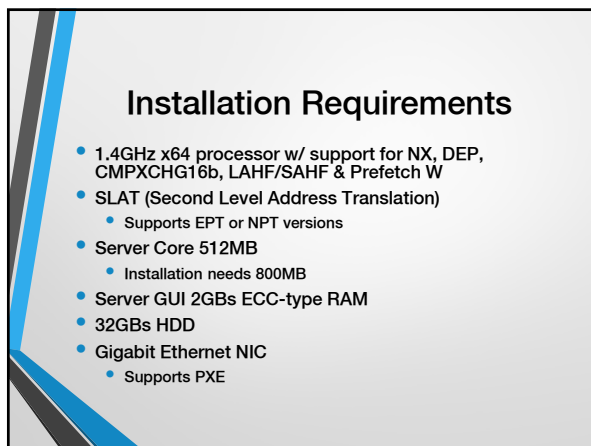 Installation Requirements
1.4GHz x64 processor w/ support for NX, DEP,
CMPXCHG16b, LAHF/SAHF & Prefetch W
SLAT (Second Level Address Translation)
Supports EPT or NPT versions
Server Core 512MB
Installation needs 800MB
Server GUI 2GBs ECC-type RAM
32GBs HDD
Gigabit Ethernet NIC
Supports PXE